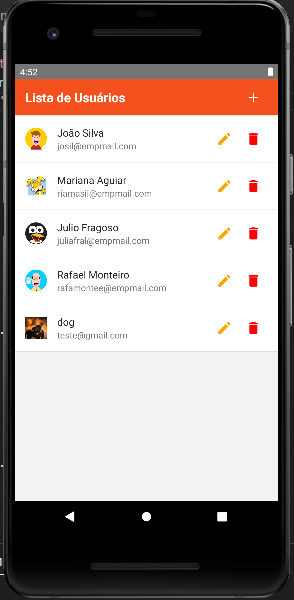 4:52
Lista de Usuários
João Silva
josil@empmail.com
Mariana Aguiar
riamasil@empmail.com
Julio Fragoso
juliafral@empmail.com
Rafael Monteiro
rafamontee@empmail.com
dog
teste@gmail.com